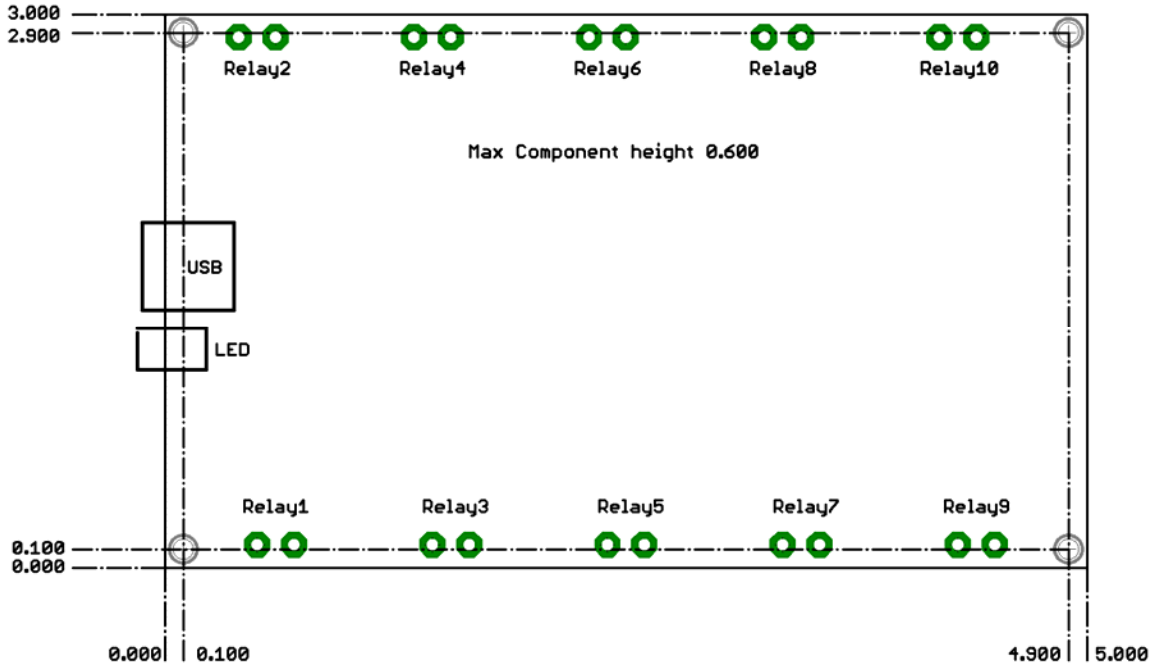 3.000
2.900
Relay2 Relay4 Relay6 Relay8 Relay10
Max Component height 0.600
USB
LED
Relay1 Relay3 Relay5 Relay7 Relay9
0.100
0.000
0.000 0.100 4.900 5.000